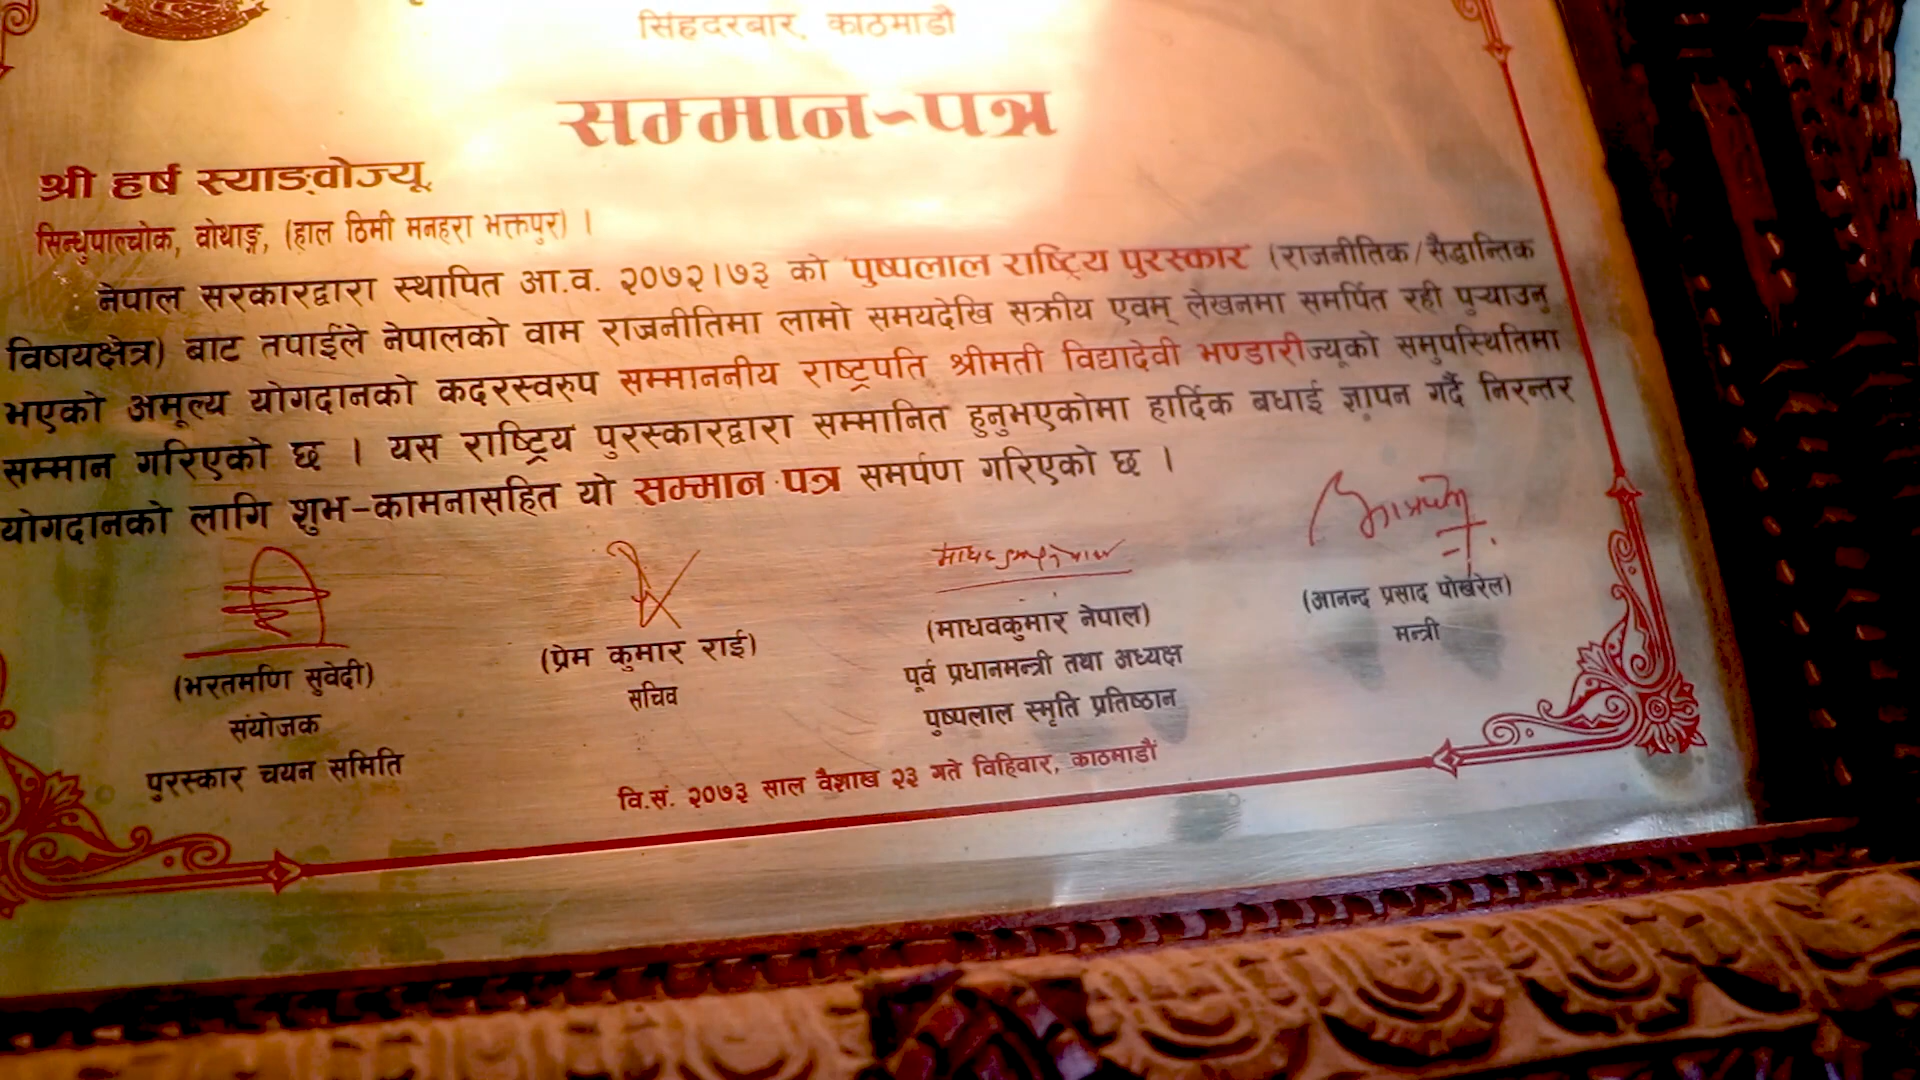 सिंहदरबार, काठमाडौं
सम्मान-पत्र
श्री हर्ष स्याङ्वोज्यू,
सिन्धुपाल्चोक, वोथाङ्ग, (हाल ठिमी मनहरा भक्तपुर) ।
नेपाल सरकारद्वारा स्थापित आ.व. २०७२।७३ को पुष्पलाल राष्ट्रिय पुरस्कार (राजनीतिक/सैद्धान्तिक
विषयक्षेत्र) बाट तपाईले नेपालको वाम राजनीतिमा लामो समयदेखि सक्रीय एवम् लेखनमा समर्पित रही पुऱ्याउनु
भएको अमूल्य योगदानको कदरस्वरुप सम्माननीय राष्ट्रपति श्रीमती विद्यादेवी भण्डारीज्यूको समुपस्थितिमा
सम्मान गरिएको छ । यस राष्ट्रिय पुरस्कारद्वारा सम्मानित हुनुभएकोमा हार्दिक बधाई ज्ञापन गर्दै निरन्तर
योगदानको लागि शुभ-कामनासहित यो सम्मान पत्र समर्पण गरिएको छ ।
(भरतमणि सुवेदी)
संयोजक
पुरस्कार चयन समिति
(प्रेम कुमार राई)
सचिव
(माधवकुमार नेपाल)
पूर्व प्रधानमन्त्री तथा अध्यक्ष
पुष्पलाल स्मृति प्रतिष्ठान
(आनन्द प्रसाद पोखरेल)
मन्त्री
वि.सं. २०७३ साल वैशाख २३ गते विहिवार, काठमाडौं